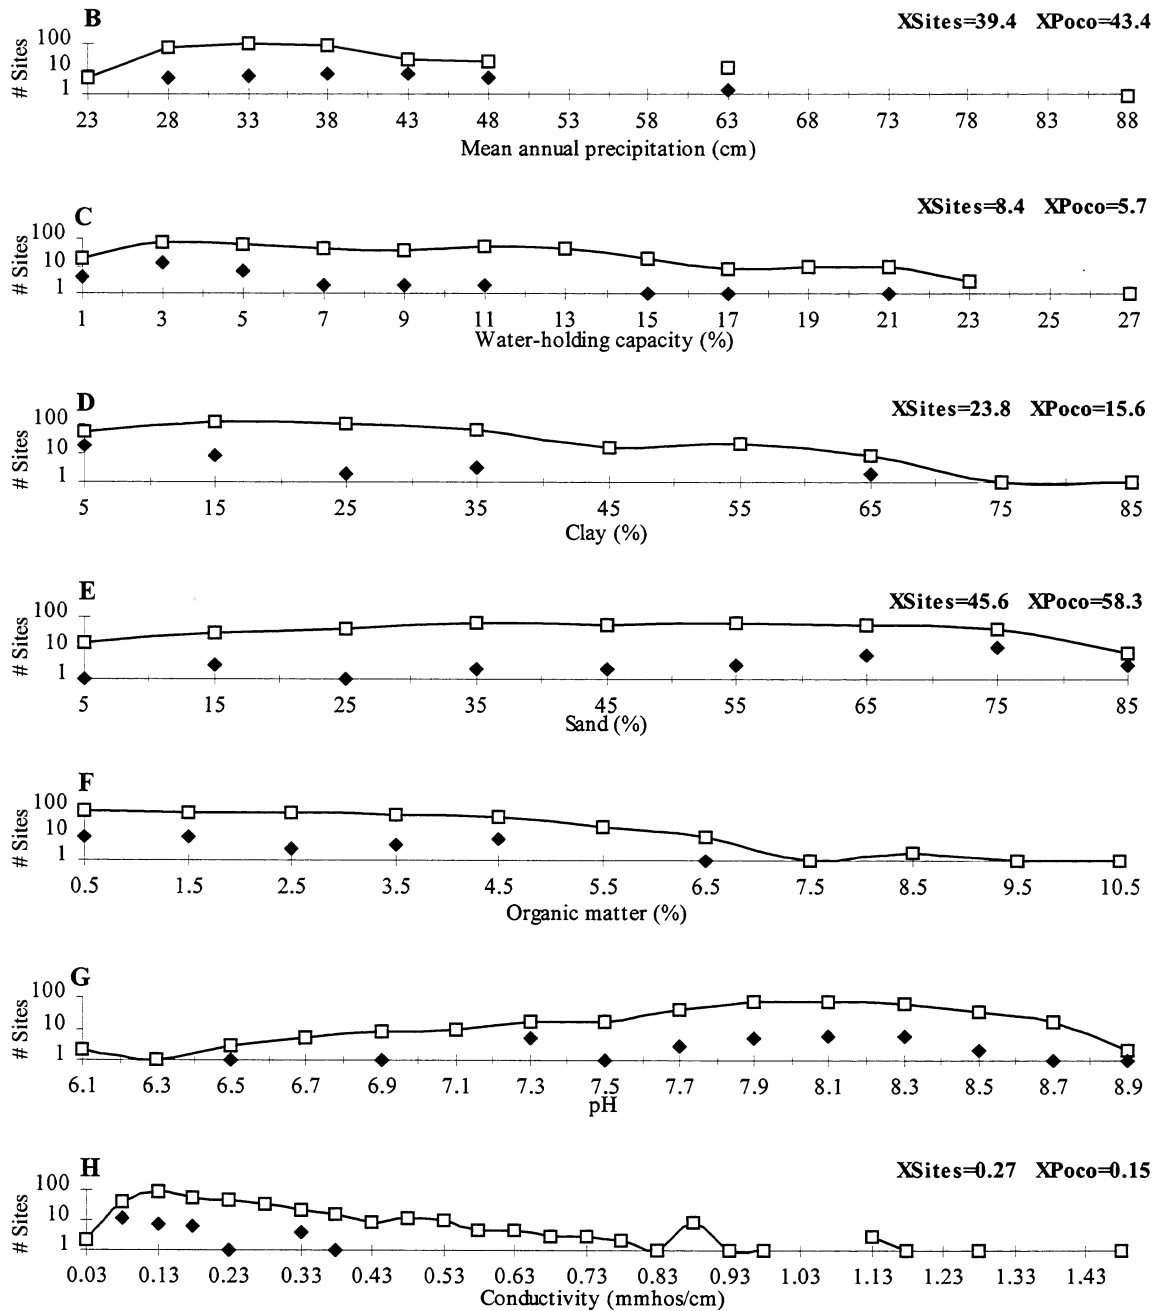 B
XSites=39.4 XPoco=43.4
# Sites
100
10
1
23 28 33 38 43 48 53 58 63 68 73 78 83 88
Mean annual precipitation (cm)
C
XSites=8.4 XPoco=5.7
# Sites
100
10
1
1 3 5 7 9 11 13 15 17 19 21 23 25 27
Water-holding capacity (%)
D
XSites=23.8 XPoco=15.6
# Sites
100
10
1
5 15 25 35 45 55 65 75 85
Clay (%)
E
XSites=45.6 XPoco=58.3
# Sites
100
10
1
5 15 25 35 45 55 65 75 85
Sand (%)
F
# Sites
100
10
1
0.5 1.5 2.5 3.5 4.5 5.5 6.5 7.5 8.5 9.5 10.5
Organic matter (%)
G
# Sites
100
10
1
6.1 6.3 6.5 6.7 6.9 7.1 7.3 7.5 7.7 7.9 8.1 8.3 8.5 8.7 8.9
pH
H
XSites=0.27 XPoco=0.15
# Sites
100
10
1
0.03 0.13 0.23 0.33 0.43 0.53 0.63 0.73 0.83 0.93 1.03 1.13 1.23 1.33 1.43
Conductivity (mmhos/cm)